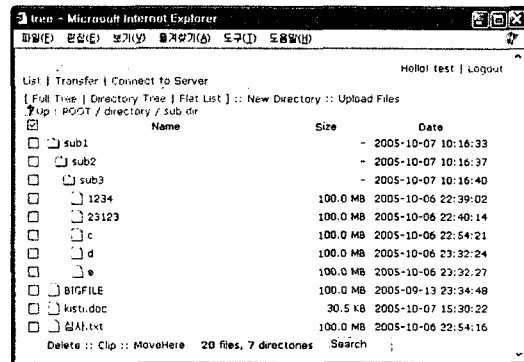 tree - Microsoft Internet Explorer
파일(F) 편집(E) 보기(V) 즐겨찾기(A) 도구(T) 도움말(H)
Hello! test | Logout
List | Transfer | Connect to Server
[ Full Tree | Directory Tree | Flat List ] :: New Directory :: Upload Files
Up : ROOT / directory / sub dir
Name Size Date
sub1 - 2005-10-07 10:16:33
sub2 - 2005-10-07 10:16:37
sub3 - 2005-10-07 10:16:40
1234 100.0 MB 2005-10-06 22:39:02
23123 100.0 MB 2005-10-06 22:40:14
c 100.0 MB 2005-10-06 22:54:21
d 100.0 MB 2005-10-06 23:32:24
e 100.0 MB 2005-10-06 23:32:27
BIGFILE 100.0 MB 2005-09-13 23:34:48
kisti.doc 30.5 KB 2005-10-07 15:30:22
심사.txt 100.0 MB 2005-10-06 22:54:16
Delete :: Clip :: MoveHere 20 files, 7 directories Search